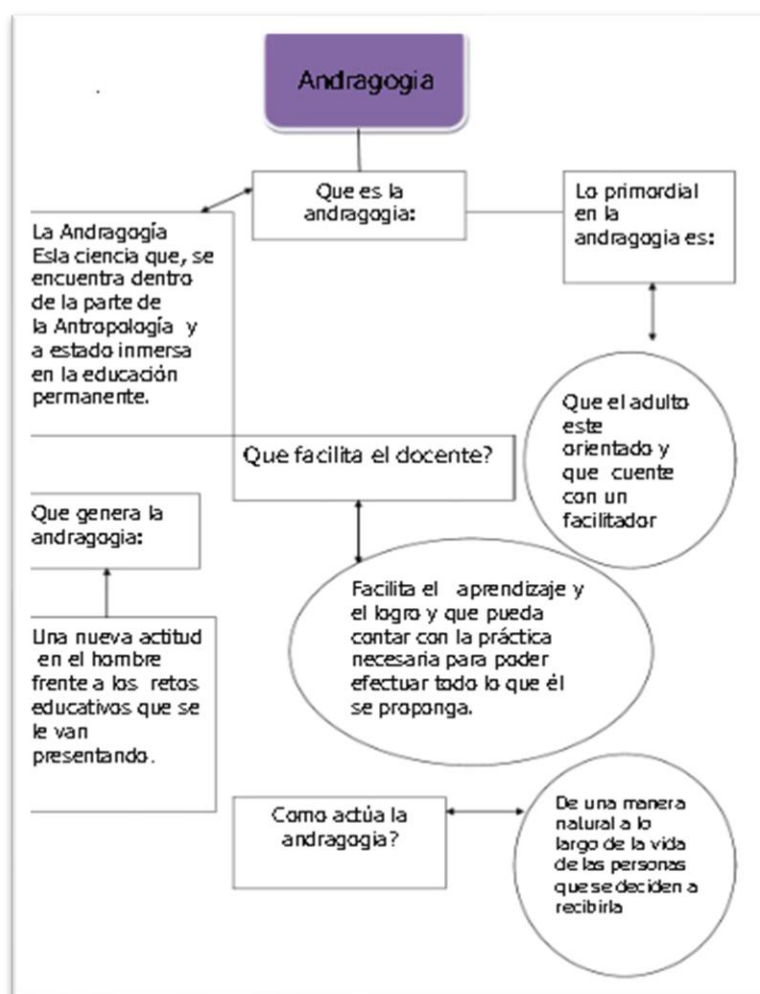 Andragogia
Que es la
andragogia:
Lo primordial
en la
andragogia es:
La Andragogía
Esla ciencia que, se
encuentra dentro
de la parte de
la Antropología y
a estado inmersa
en la educación
permanente.
Que el adulto
este
orientado y
que cuente
con un
facilitador
Que facilita el docente?
Que genera la
andragogia:
Facilita el aprendizaje y
el logro y que pueda
contar con la práctica
necesaria para poder
efectuar todo lo que él
se proponga.
Una nueva actitud
en el hombre
frente a los retos
educativos que se
le van
presentando.
Como actúa la
andragogia?
De una manera
natural a lo
largo de la vida
de las personas
que se deciden a
recibirla